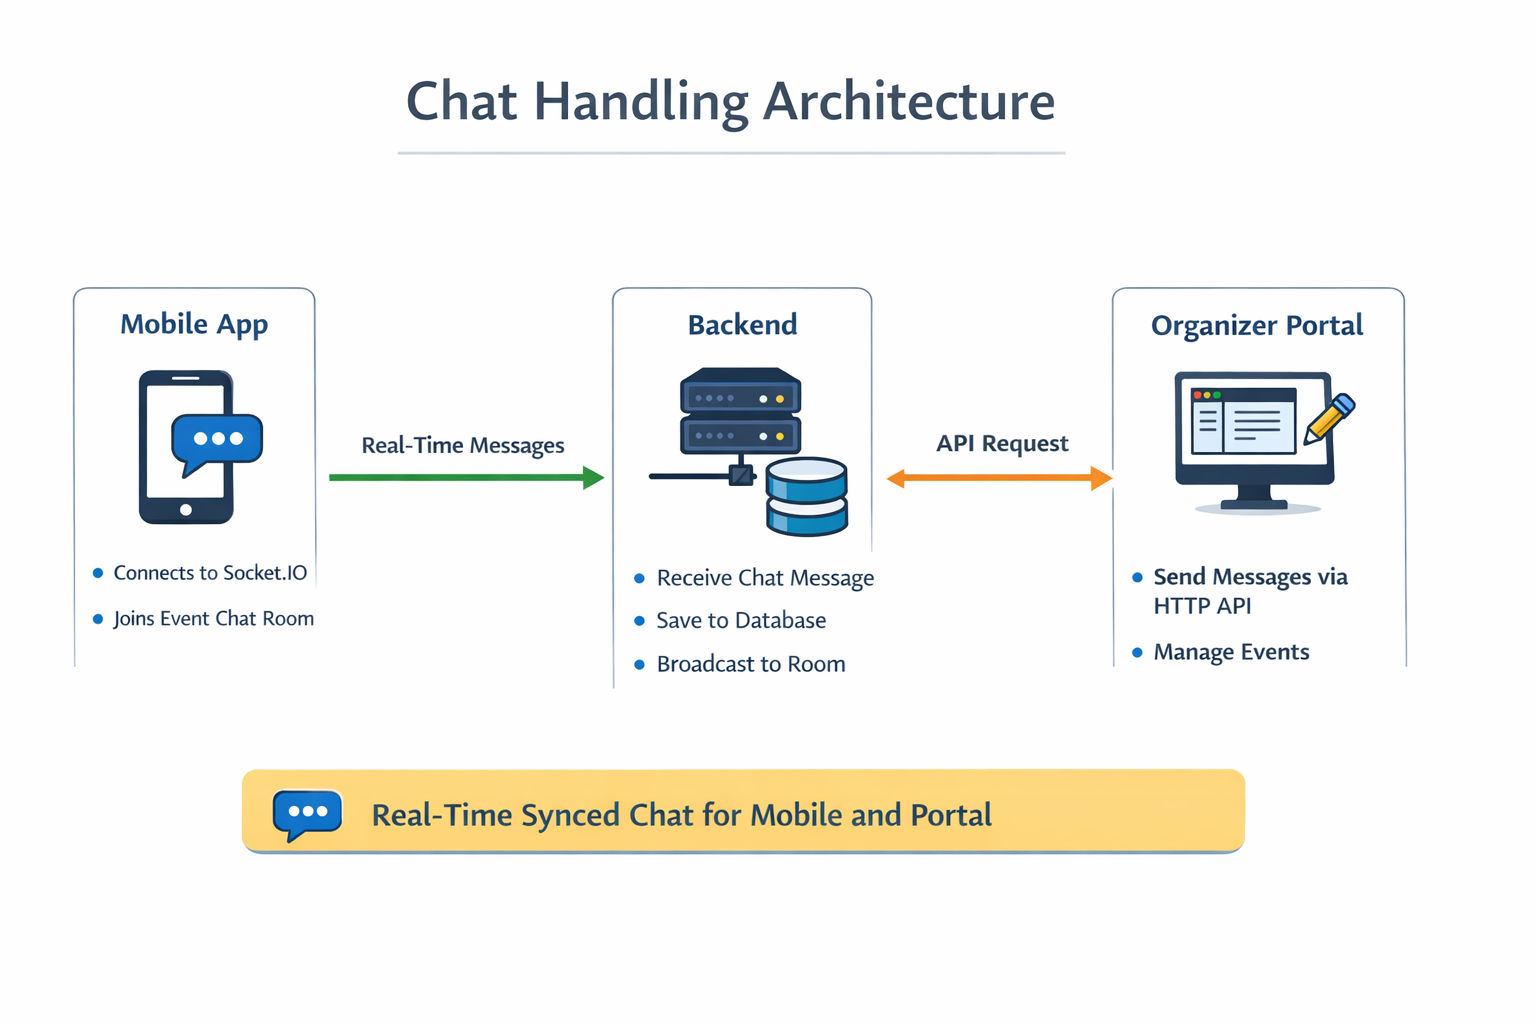 Chat Handling Architecture
Mobile App
Connects to Socket.IO
Joins Event Chat Room
Real-Time Messages
Backend
Receive Chat Message
Save to Database
Broadcast to Room
API Request
Organizer Portal
Send Messages via
HTTP API
Manage Events
Real-Time Synced Chat for Mobile and Portal